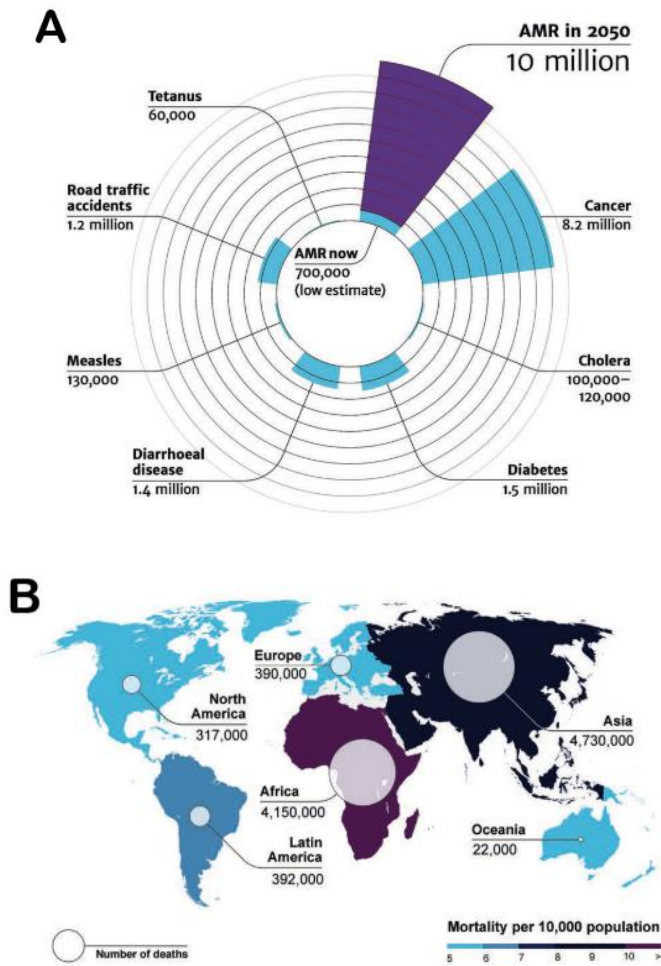 A
AMR in 2050
10 million
Tetanus
60,000
Road traffic
accidents
1.2 million
AMR now
700,000
(low estimate)
Cancer
8.2 million
Measles
130,000
Cholera
100,000–
120,000
Diarrhoeal
disease
1.4 million
Diabetes
1.5 million
B
Europe
390,000
North
America
317,000
Asia
4,730,000
Africa
4,150,000
Oceania
22,000
Latin
America
392,000
Number of deaths
Mortality per 10,000 population
5 6 7 8 9 10 >